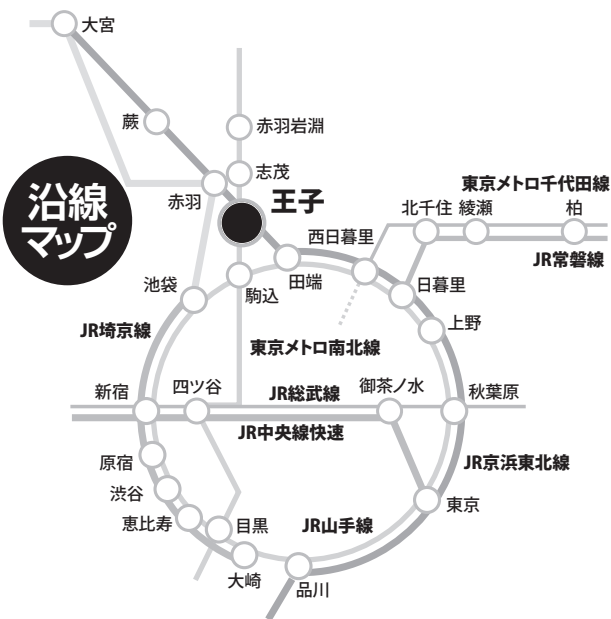 大宮
蕨
赤羽岩淵
志茂
赤羽
王子
沿線
マップ
東京メトロ千代田線
北千住
綾瀬
柏
西日暮里
JR常磐線
池袋
駒込
田端
日暮里
上野
JR埼京線
東京メトロ南北線
新宿
四ツ谷
JR総武線
御茶ノ水
秋葉原
JR中央線快速
原宿
JR京浜東北線
渋谷
東京
恵比寿
目黒
JR山手線
大崎
品川